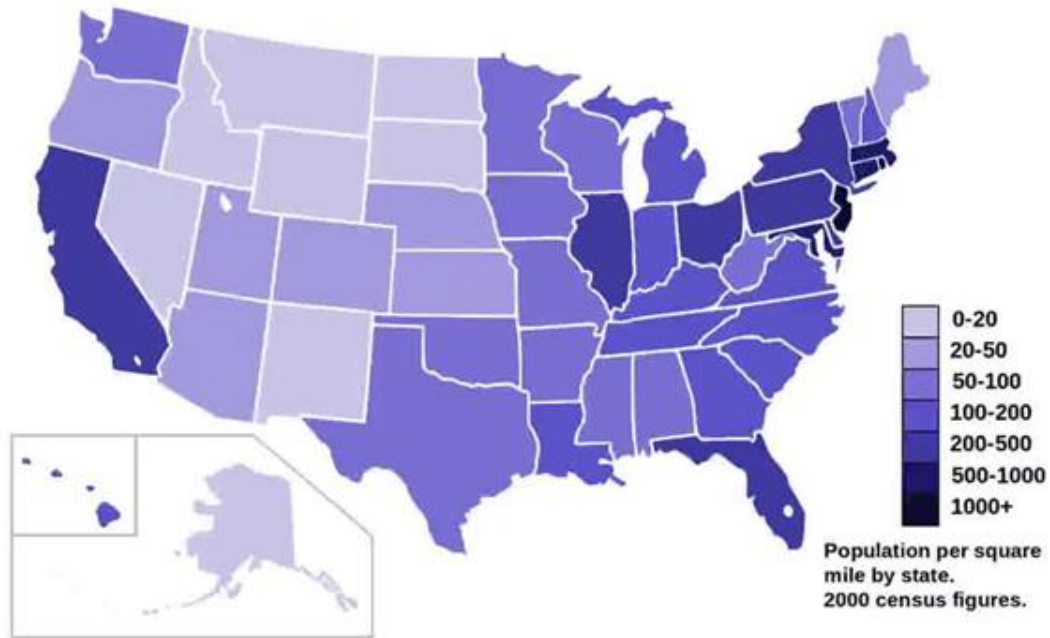 0-20
20-50
50-100
100-200
200-500
500-1000
1000+
Population per square
mile by state.
2000 census figures.